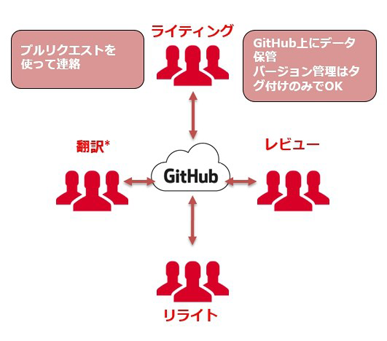 ライティング
プルリクエストを
使って連絡
GitHub上にデータ
保管
バージョン管理はタ
グ付けのみでOK
翻訳*
GitHub
レビュー
リライト